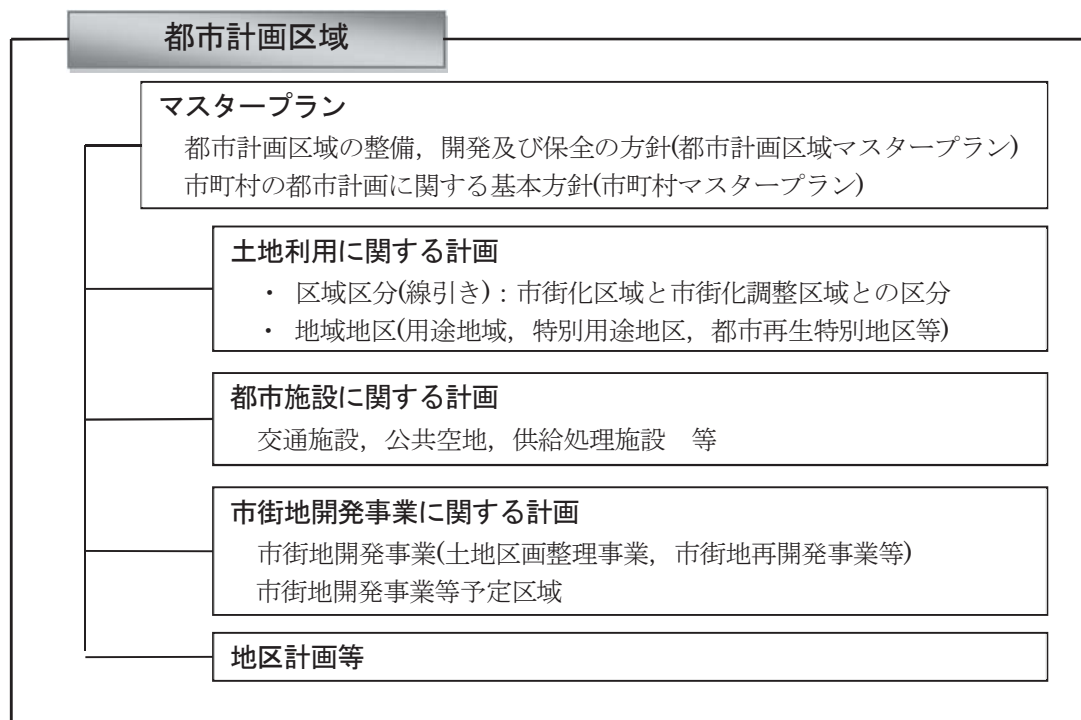 都市計画区域
マスタープラン
都市計画区域の整備，開発及び保全の方針(都市計画区域マスタープラン)
市町村の都市計画に関する基本方針(市町村マスタープラン)
土地利用に関する計画
・ 区域区分(線引き)：市街化区域と市街化調整区域との区分
・ 地域地区(用途地域，特別用途地区，都市再生特別地区等)
都市施設に関する計画
交通施設，公共空地，供給処理施設　等
市街地開発事業に関する計画
市街地開発事業(土地区画整理事業，市街地再開発事業等)
市街地開発事業等予定区域
地区計画等